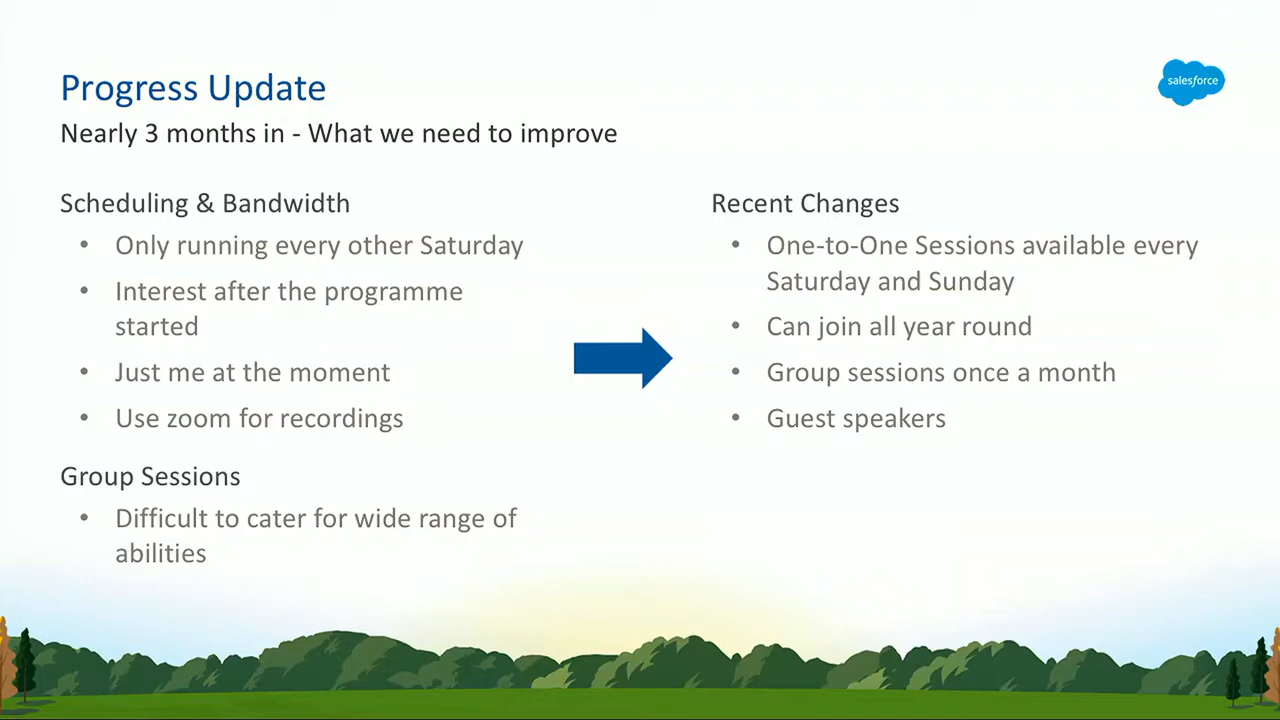 Progress Update
salesforce
Nearly 3 months in - What we need to improve
Scheduling & Bandwidth
• Only running every other Saturday
• Interest after the programme
started
• Just me at the moment
• Use zoom for recordings
Group Sessions
• Difficult to cater for wide range of
abilities
Recent Changes
• One-to-One Sessions available every
Saturday and Sunday
• Can join all year round
• Group sessions once a month
• Guest speakers